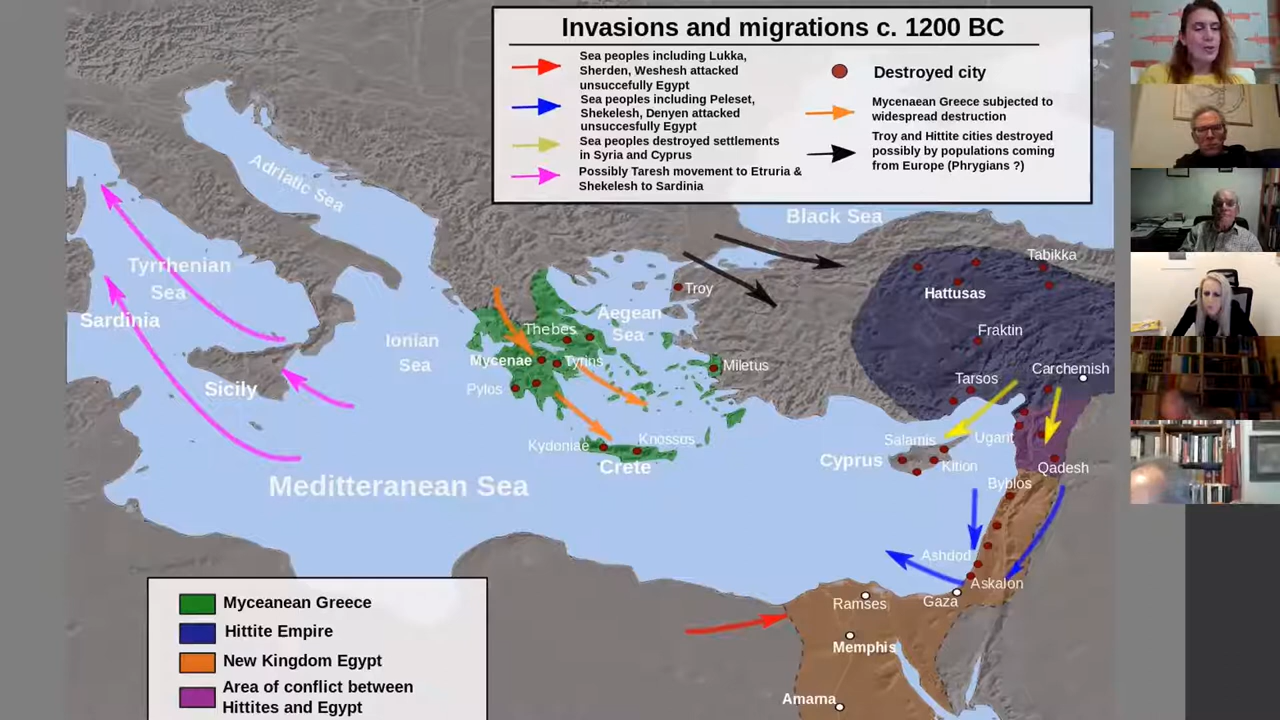 Invasions and migrations c. 1200 BC
Sea peoples including Lukka,
Sherden, Weshesh attacked
unsuccefully Egypt
Sea peoples including Peleset,
Shekelesh, Denyen attacked
unsuccesfully Egypt
Sea peoples destroyed settlements
in Syria and Cyprus
Possibly Taresh movement to Etruria &
Shekelesh to Sardinia
Destroyed city
Mycenaean Greece subjected to
widespread destruction
Troy and Hittite cities destroyed
possibly by populations coming
from Europe (Phrygians ?)
Adriatic Sea
Black Sea
Tyrrhenian
Sea
Sardinia
Sicily
Ionian
Sea
Aegean
Sea
Troy
Thebes
Mycenae
Tyrins
Pylos
Miletus
Kydoniae
Knossus
Crete
Meditteranean Sea
Tabikka
Hattusas
Fraktin
Carchemish
Tarsos
Salamis
Ugarit
Cyprus
Kition
Qadesh
Byblos
Ashdod
Askalon
Gaza
Ramses
Memphis
Amarna
Myceanean Greece
Hittite Empire
New Kingdom Egypt
Area of conflict between
Hittites and Egypt